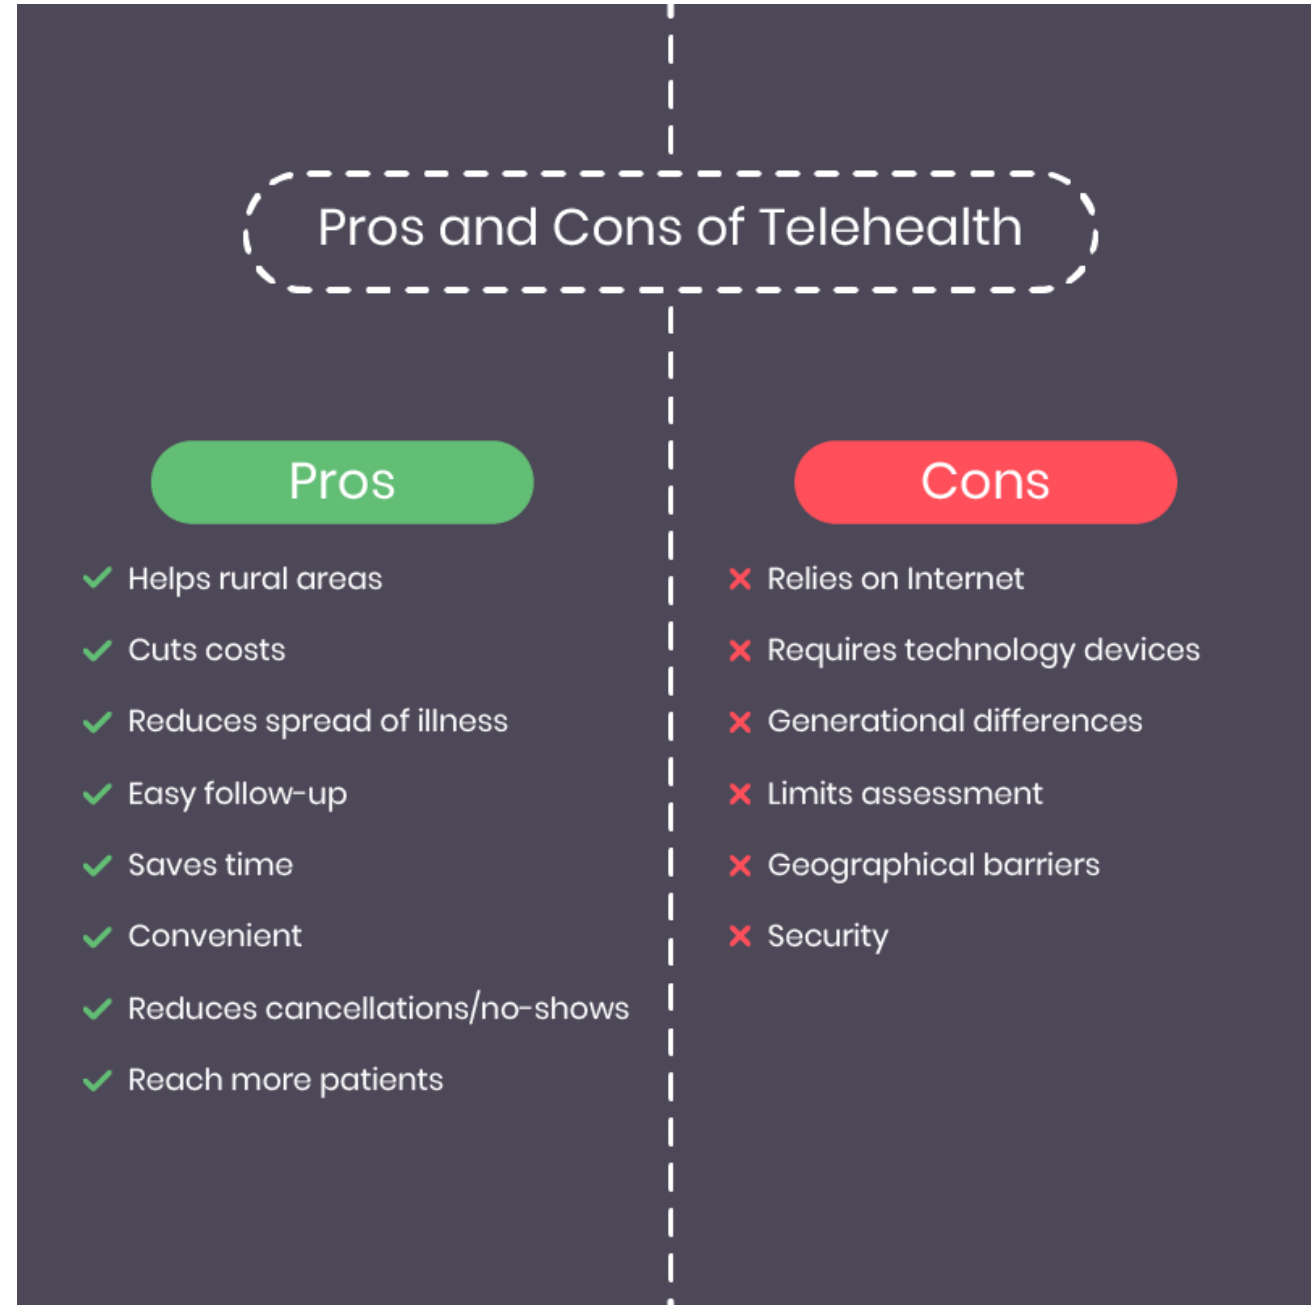 Pros and Cons of Telehealth
Pros
Helps rural areas
Cuts costs
Reduces spread of illness
Easy follow-up
Saves time
Convenient
Reduces cancellations/no-shows
Reach more patients
Cons
Relies on Internet
Requires technology devices
Generational differences
Limits assessment
Geographical barriers
Security